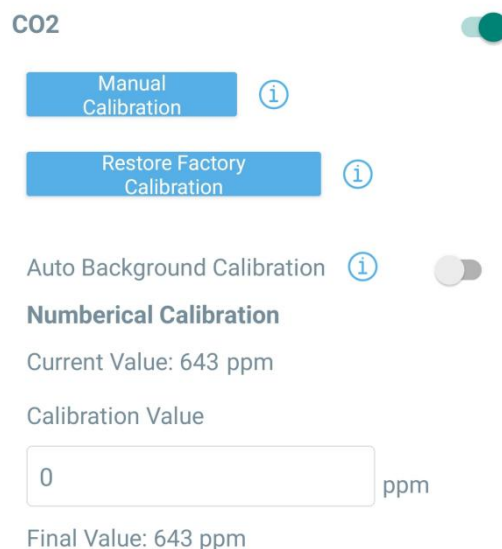 CO2
Manual
Calibration
Restore Factory
Calibration
Auto Background Calibration
Numberical Calibration
Current Value: 643 ppm
Calibration Value
0
ppm
Final Value: 643 ppm